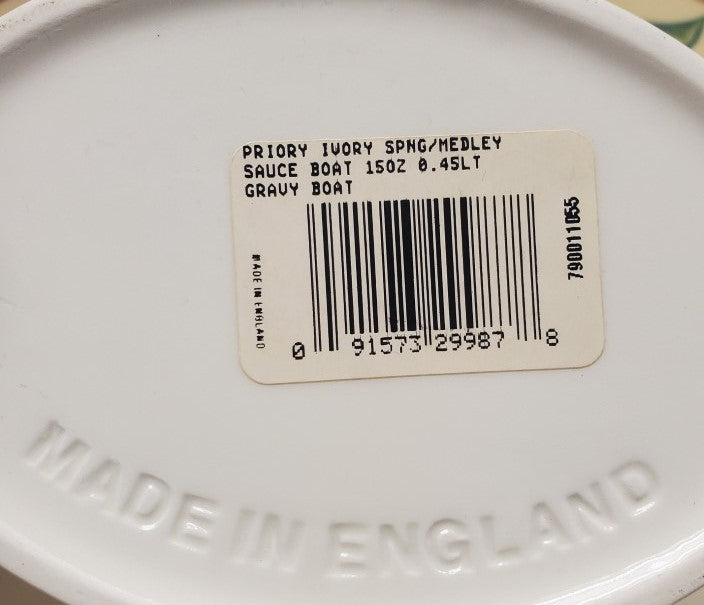 PRIORY IVORY SPNG/MEDLEY
SAUCE BOAT 15OZ 0.45LT
GRAVY BOAT
790011055
MADE IN ENGLAND
0 91573 29987 8
MADE IN ENGLAND